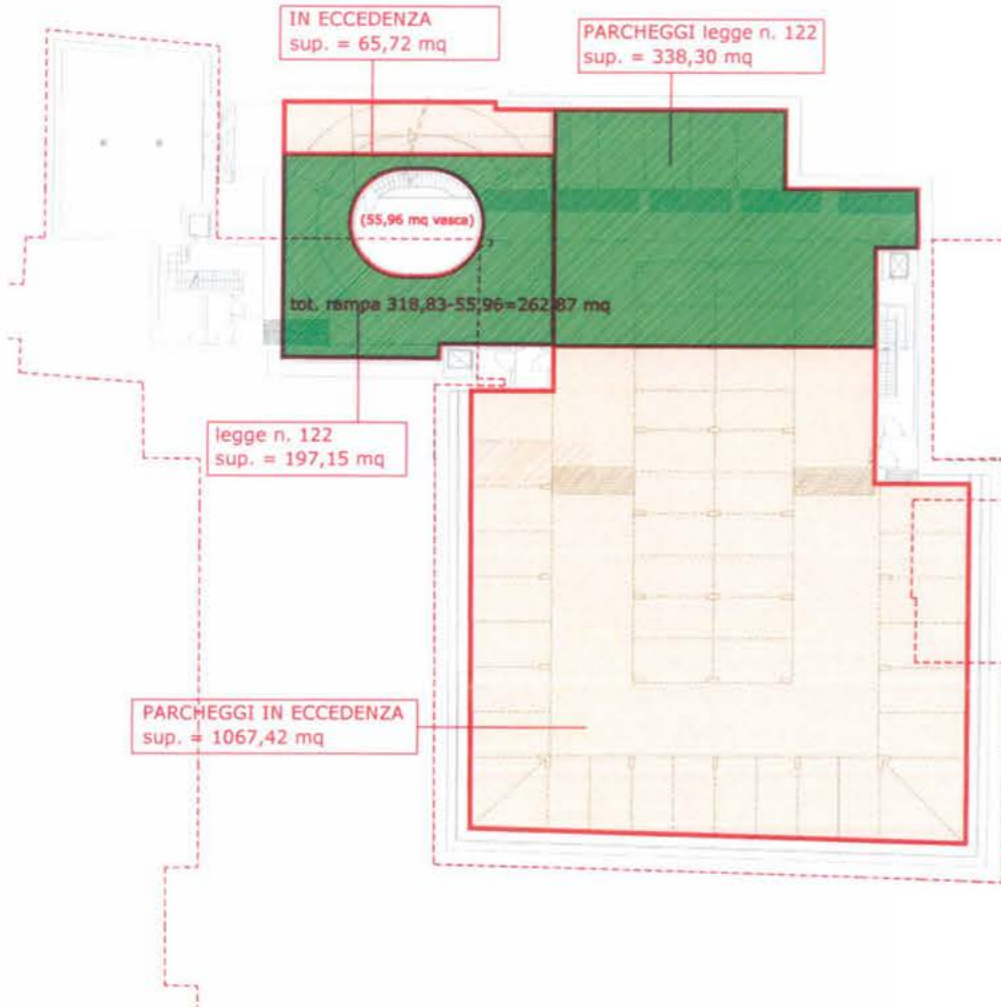 IN ECCEDENZA
sup. = 65,72 mq
PARCHEGGI legge n. 122
sup. = 338,30 mq
(55,96 mq vasca)
tot. rampa 318,83-55,96=262,87 mq
legge n. 122
sup. = 197,15 mq
PARCHEGGI IN ECCEDENZA
sup. = 1067,42 mq